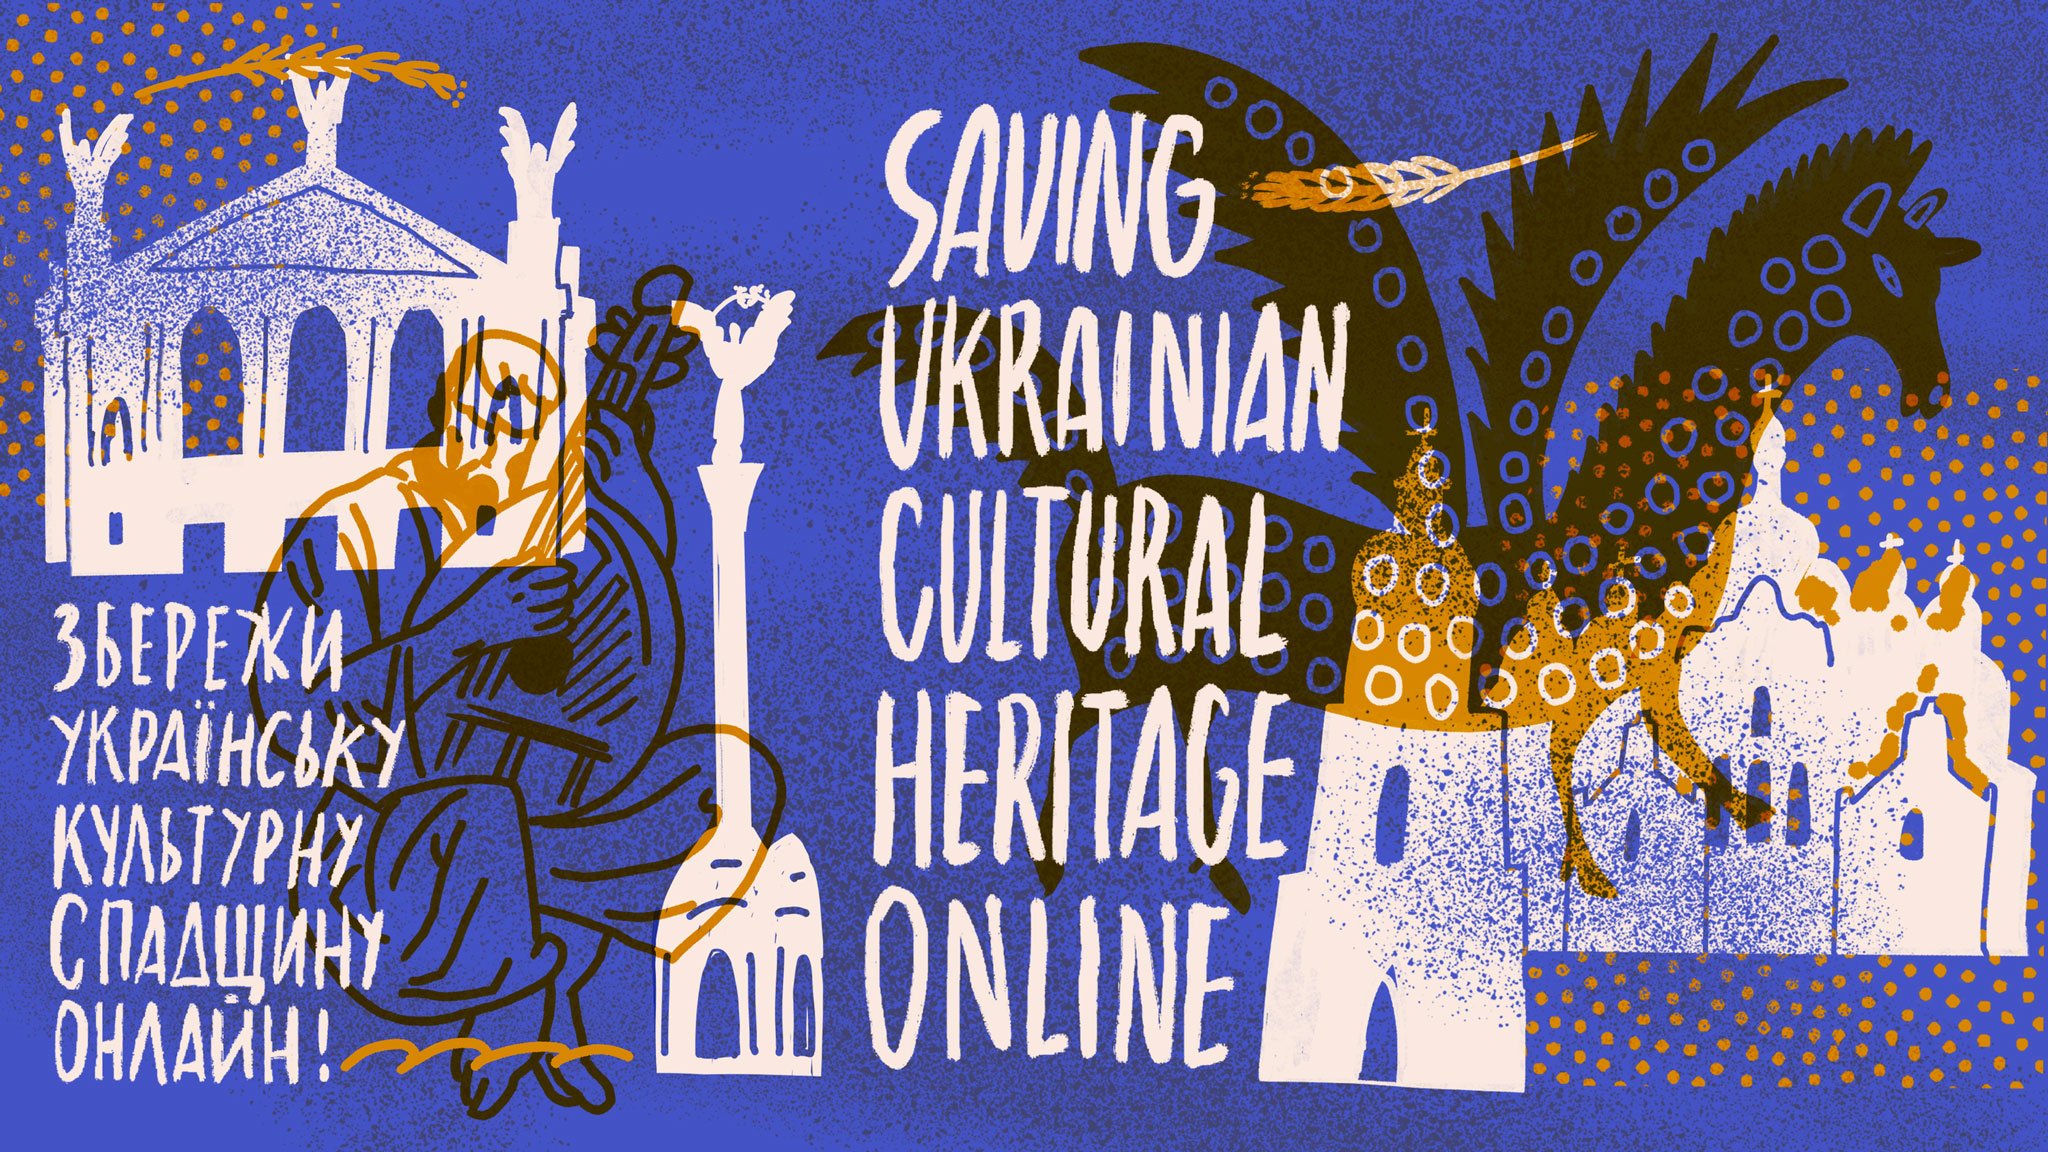 ЗБЕРЕЖИ
УКРАЇНСЬКУ
КУЛЬТУРНУ
СПАДЩИНУ
ОНЛАЙН!
SAVING
UKRAINIAN
CULTURAL
HERITAGE
ONLINE